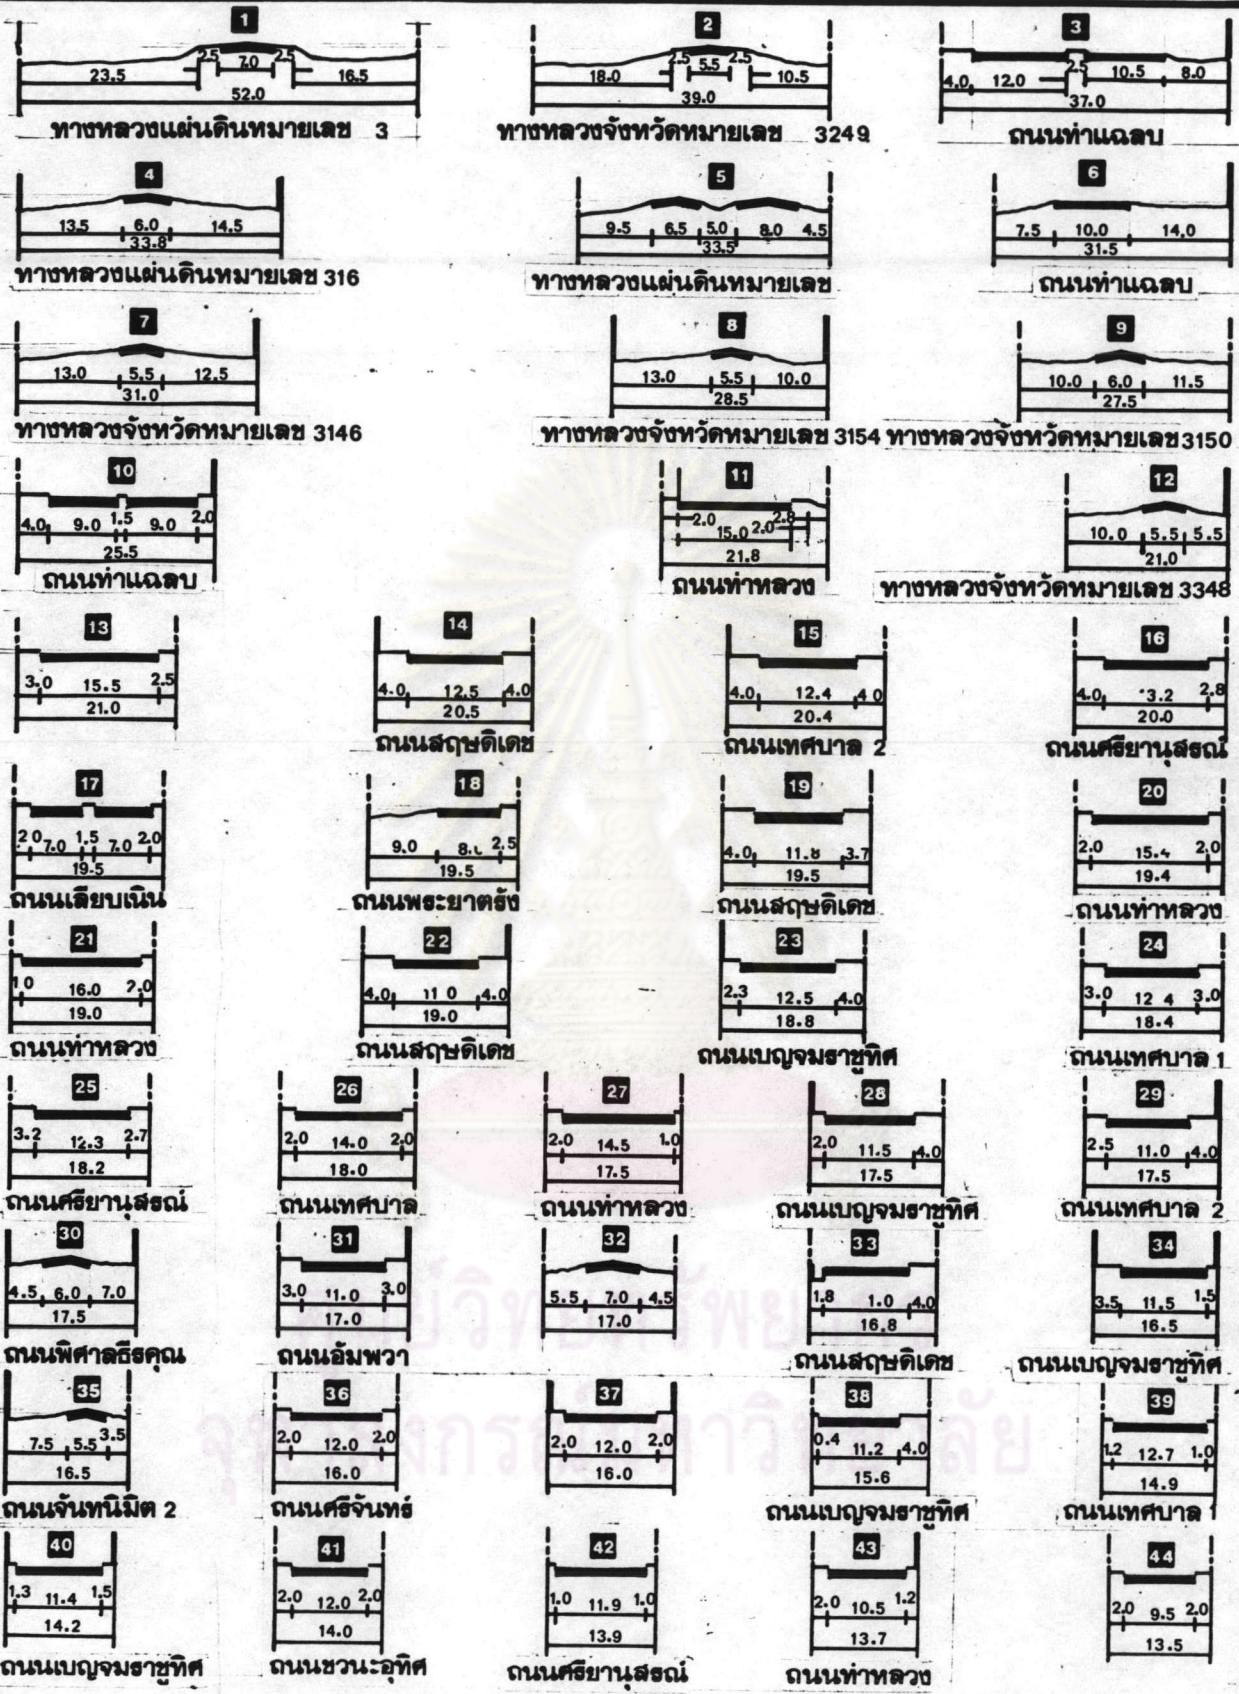 1
2.5 7.0 2.5
23.5 16.5
52.0
ทางหลวงแผ่นดินหมายเลข 3
2
2.5 5.5 2.5
18.0 10.5
39.0
ทางหลวงจังหวัดหมายเลข 3249
3
2.5
4.0 12.0 10.5 8.0
37.0
ถนนท่าแฉลบ
4
13.5 6.0 14.5
33.8
ทางหลวงแผ่นดินหมายเลข 316
5
9.5 6.5 5.0 8.0 4.5
33.5
ทางหลวงแผ่นดินหมายเลข
6
7.5 10.0 14.0
31.5
ถนนท่าแฉลบ
7
13.0 5.5 12.5
31.0
ทางหลวงจังหวัดหมายเลข 3146
8
13.0 5.5 10.0
28.5
ทางหลวงจังหวัดหมายเลข 3154
9
10.0 6.0 11.5
27.5
ทางหลวงจังหวัดหมายเลข 3150
10
4.0 9.0 1.5 9.0 2.0
25.5
ถนนท่าแฉลบ
11
2.0 2.8
15.0 2.0
21.8
ถนนท่าหลวง
12
10.0 5.5 5.5
21.0
ทางหลวงจังหวัดหมายเลข 3348
13
3.0 15.5 2.5
21.0
14
4.0 12.5 4.0
20.5
ถนนสฤษดิเดช
15
4.0 12.4 4 0
20.4
ถนนเทศบาล 2
16
4.0 3.2 2.8
20.0
ถนนศรียานุสรณ์
17
2 0 7.0 1.5 7.0 2.0
19.5
ถนนเลียบเนิน
18
9.0 2.5
19.5
ถนนพระยาตรัง
19
4.0 11.8 3.7
19.5
ถนนสฤษดิเดช
20
2.0 15.4 2.0
19.4
ถนนท่าหลวง
21
1 0 16.0 2.0
19.0
ถนนท่าหลวง
22
4.0 11 0 4.0
19.0
ถนนสฤษดิเดช
23
2.3 12.5 4.0
18.8
ถนนเบญจมราชูทิศ
24
3.0 12 4 3.0
18.4
ถนนเทศบาล 1
25
3.2 12.3 2.7
18.2
ถนนศรียานุสรณ์
26
2.0 14.0 2.0
18.0
ถนนเทศบาล
27
2.0 14.5 1.0
17.5
ถนนท่าหลวง
28
2.0 11.5 4.0
17.5
ถนนเบญจมราชูทิศ
29
2.5 11.0 4.0
17.5
ถนนเทศบาล 2
30
4.5 6.0 7.0
17.5
ถนนพิศาลธีรคุณ
31
3.0 11.0 3.0
17.0
ถนนอัมพวา
32
5.5 7.0 4.5
17.0
33
1.8 1.0 4.0
16.8
ถนนสฤษดิเดช
34
3.5 11.5 1.5
16.5
ถนนเบญจมราชูทิศ
35
7.5 5.5 3.5
16.5
ถนนจันทนิมิต 2
36
2.0 12.0 2.0
16.0
ถนนศรีจันทร์
37
2.0 12.0 2.0
16.0
38
0.4 11.2 4.0
15.6
ถนนเบญจมราชูทิศ
39
1.2 12.7 1.0
14.9
ถนนเทศบาล 1
40
1.3 11.4 1.5
14.2
ถนนเบญจมราชูทิศ
41
2.0 12.0 2.0
14.0
ถนนชวนะอุทิศ
42
1.0 11.9 1.0
13.9
ถนนศรียานุสรณ์
43
2.0 10.5 1.2
13.7
ถนนท่าหลวง
44
2.0 9.5 2.0
13.5
ศูนย์วิทยทรัพยากร
จุฬาลงกรณ์มหาวิทยาลัย